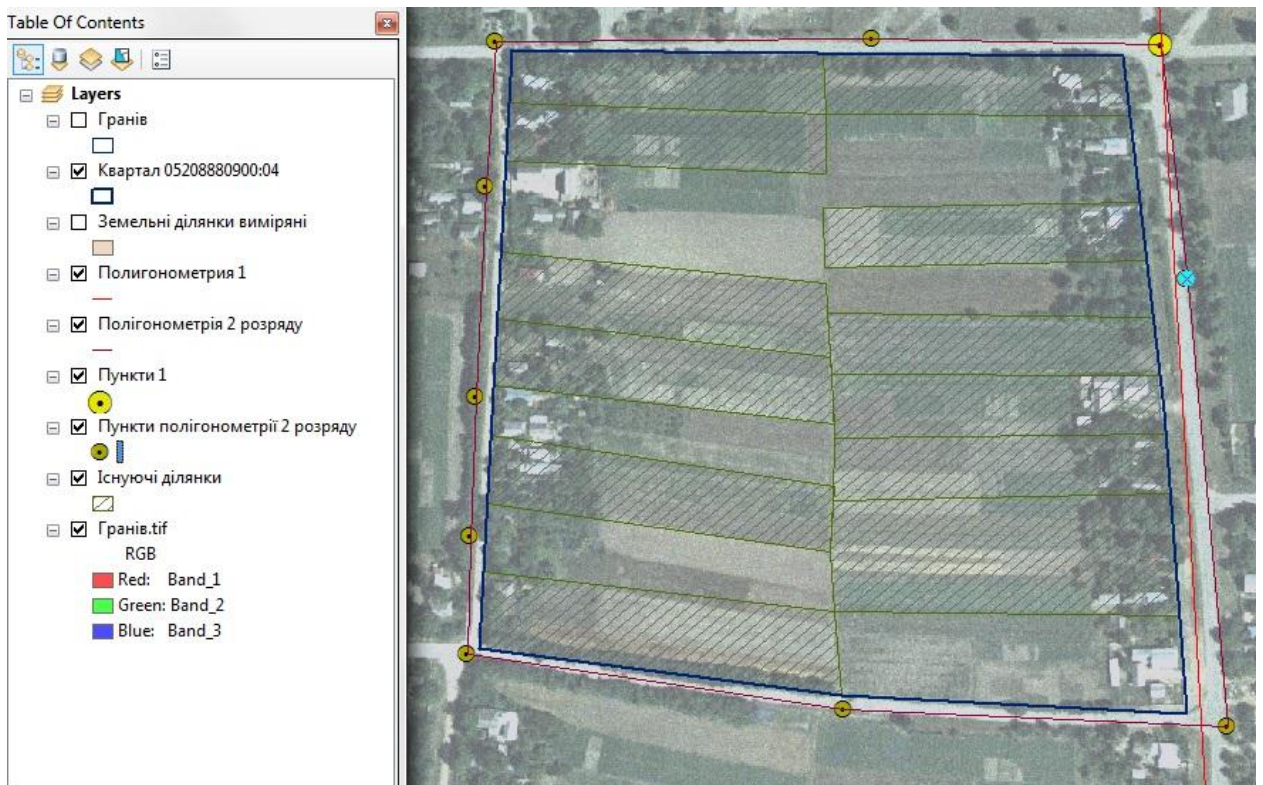 Table Of Contents
Layers
Гранів
Квартал 05208880900:04
Земельні ділянки виміряні
Полигонометрия 1
Полігонометрія 2 розряду
Пункти 1
Пункти полігонометрії 2 розряду
Існуючі ділянки
Гранів.tif
RGB
Red: Band_1
Green: Band_2
Blue: Band_3